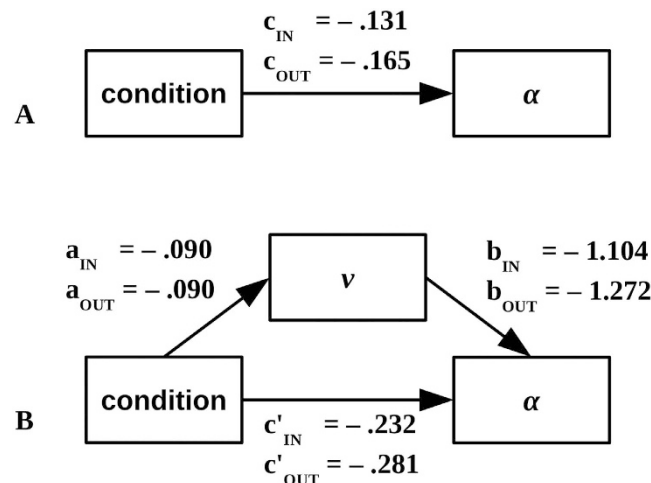 c_IN = – .131
c_OUT = – .165
A
condition
α
a_IN = – .090
a_OUT = – .090
v
b_IN = – 1.104
b_OUT = – 1.272
B
condition
α
c'_IN = – .232
c'_OUT = – .281